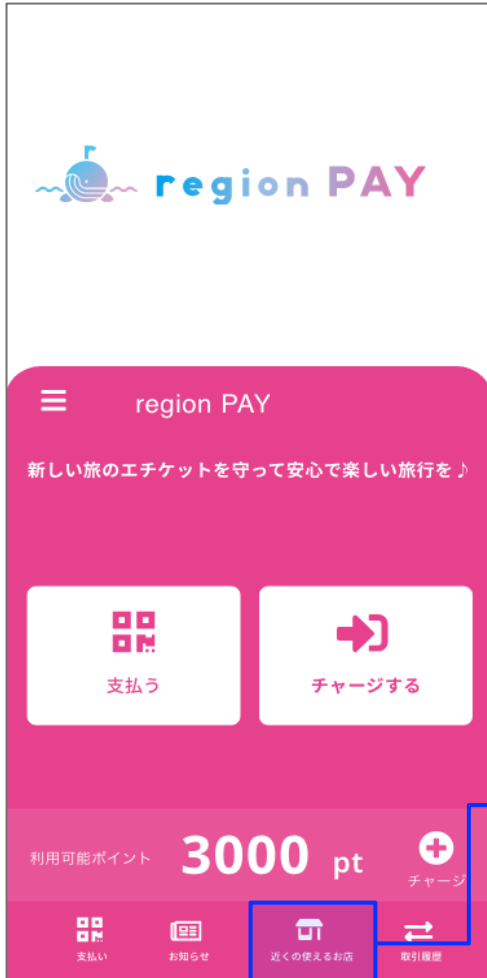 region PAY
region PAY
新しい旅のエチケットを守って安心で楽しい旅行を♪
支払う
チャージする
利用可能ポイント 3000 pt
チャージ
支払い
お知らせ
近くの使えるお店
取引履歴